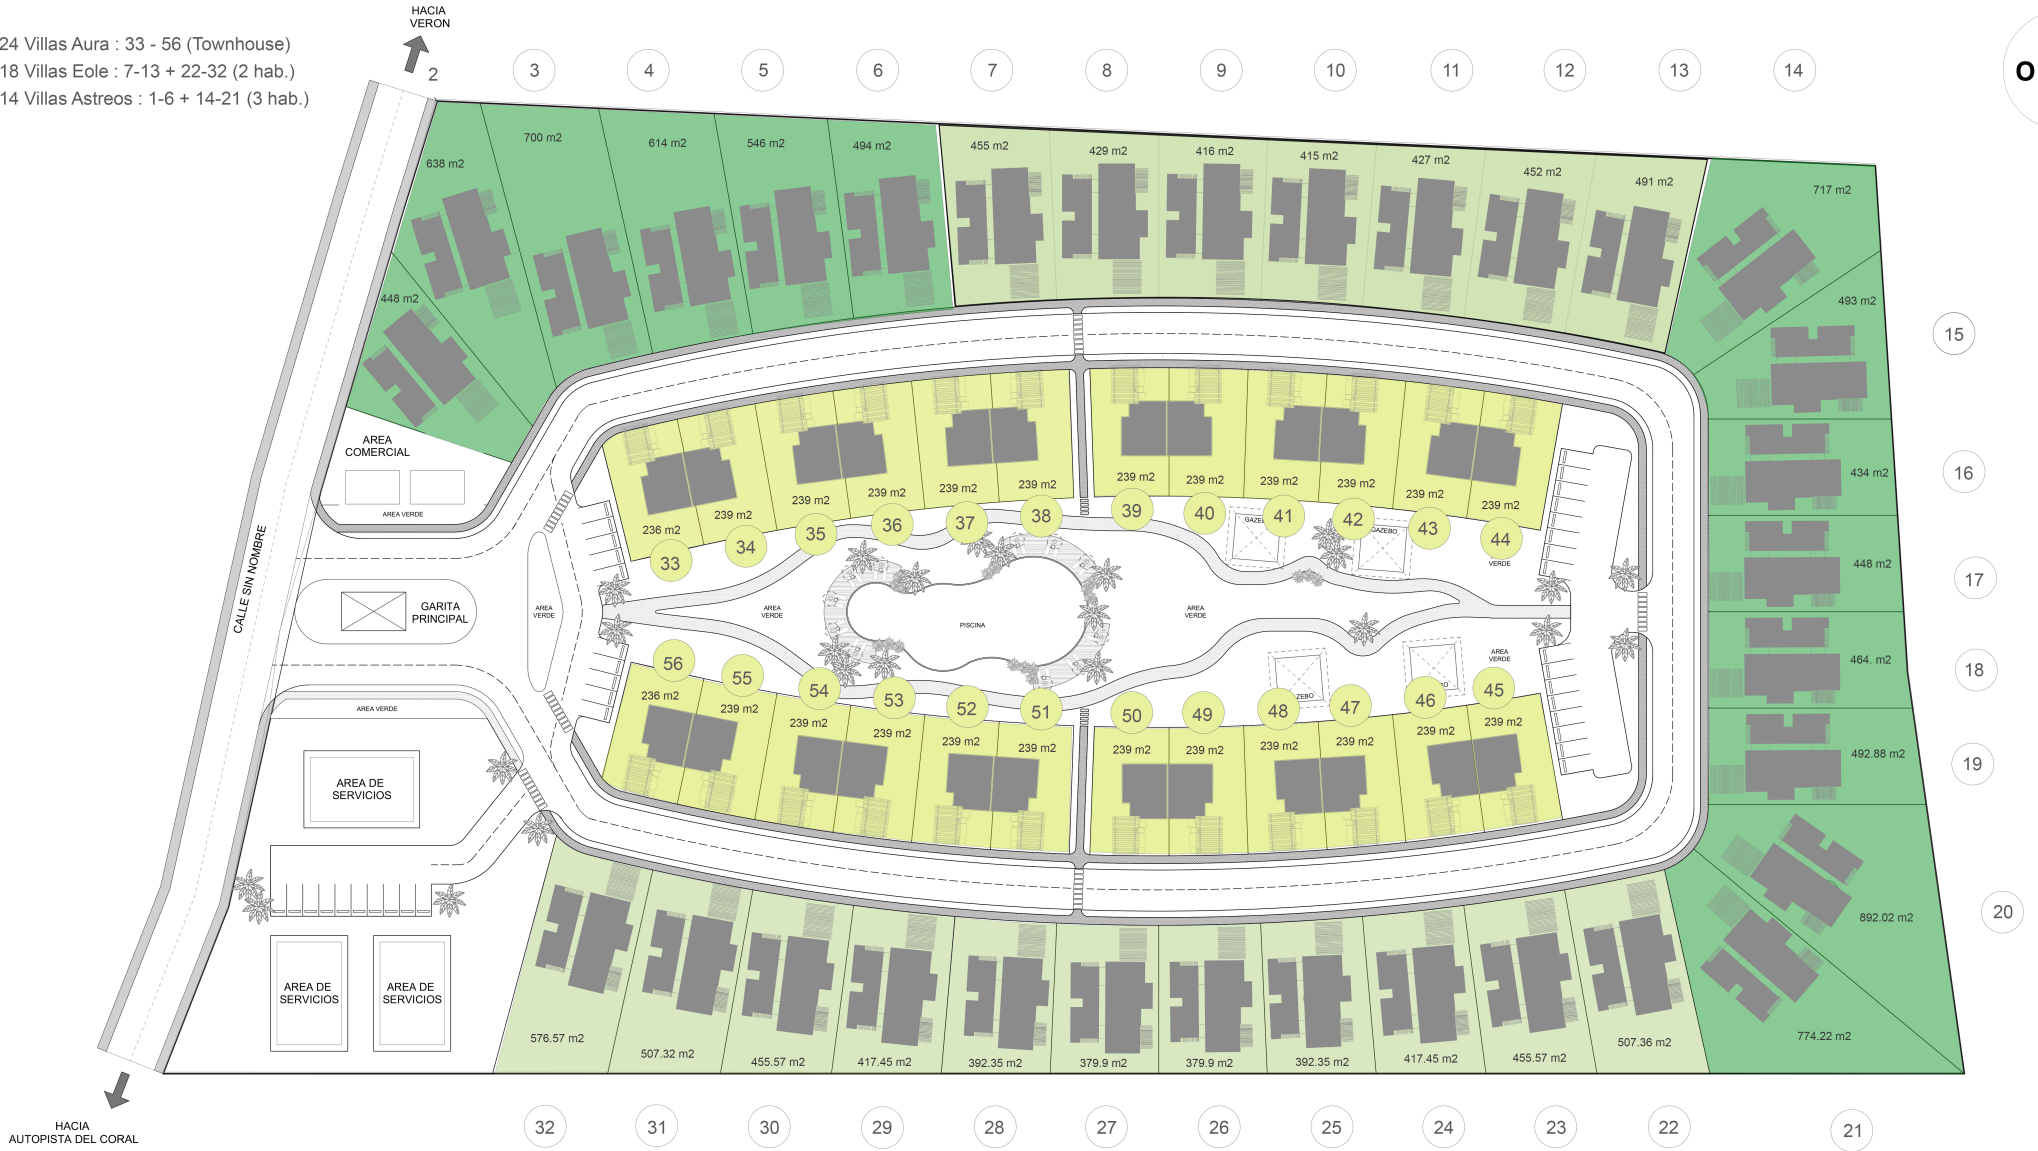 HACIA
VERON
24 Villas Aura : 33 - 56 (Townhouse)
18 Villas Eole : 7-13 + 22-32 (2 hab.)
14 Villas Astreos : 1-6 + 14-21 (3 hab.)
2
3
4
5
6
7
8
9
10
11
12
13
14
O
638 m2
700 m2
614 m2
546 m2
494 m2
455 m2
429 m2
416 m2
415 m2
427 m2
452 m2
491 m2
717 m2
448 m2
493 m2
15
434 m2
16
448 m2
17
464. m2
18
492.88 m2
19
892.02 m2
20
774.22 m2
21
AREA
COMERCIAL
AREA VERDE
CALLE SIN NOMBRE
GARITA
PRINCIPAL
AREA
VERDE
236 m2
239 m2
239 m2
239 m2
239 m2
239 m2
239 m2
239 m2
239 m2
239 m2
239 m2
239 m2
33
34
35
36
37
38
39
40
41
42
43
44
GAZEBO
VERDE
AREA
VERDE
PISCINA
AREA
VERDE
AREA
VERDE
56
55
54
53
52
51
50
49
48
47
46
45
236 m2
239 m2
239 m2
239 m2
239 m2
239 m2
239 m2
239 m2
239 m2
239 m2
239 m2
239 m2
AREA VERDE
AREA DE
SERVICIOS
AREA DE
SERVICIOS
AREA DE
SERVICIOS
576.57 m2
507.32 m2
455.57 m2
417.45 m2
392.35 m2
379.9 m2
379.9 m2
392.35 m2
417.45 m2
455.57 m2
507.36 m2
32
31
30
29
28
27
26
25
24
23
22
HACIA
AUTOPISTA DEL CORAL